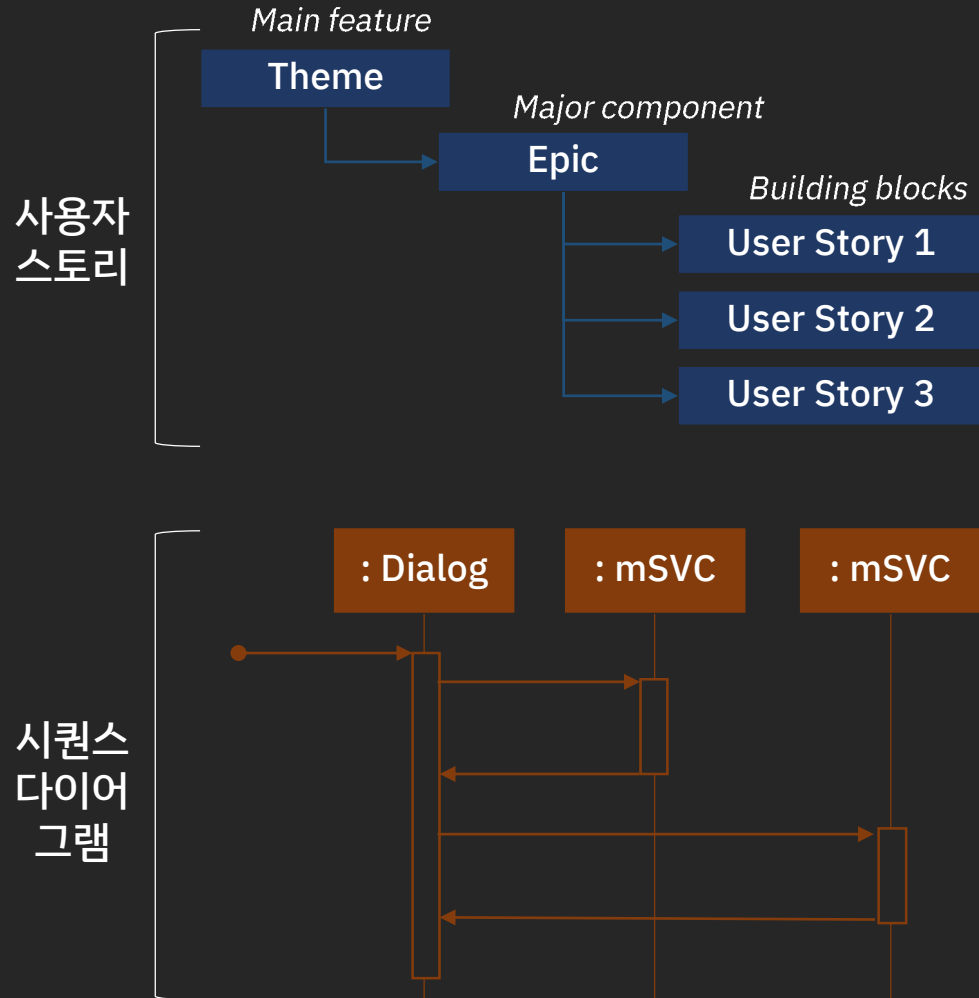 Main feature
Theme
Major component
Epic
Building blocks
User Story 1
User Story 2
User Story 3
사용자
스토리
: Dialog
: mSVC
: mSVC
시퀀스
다이어
그램